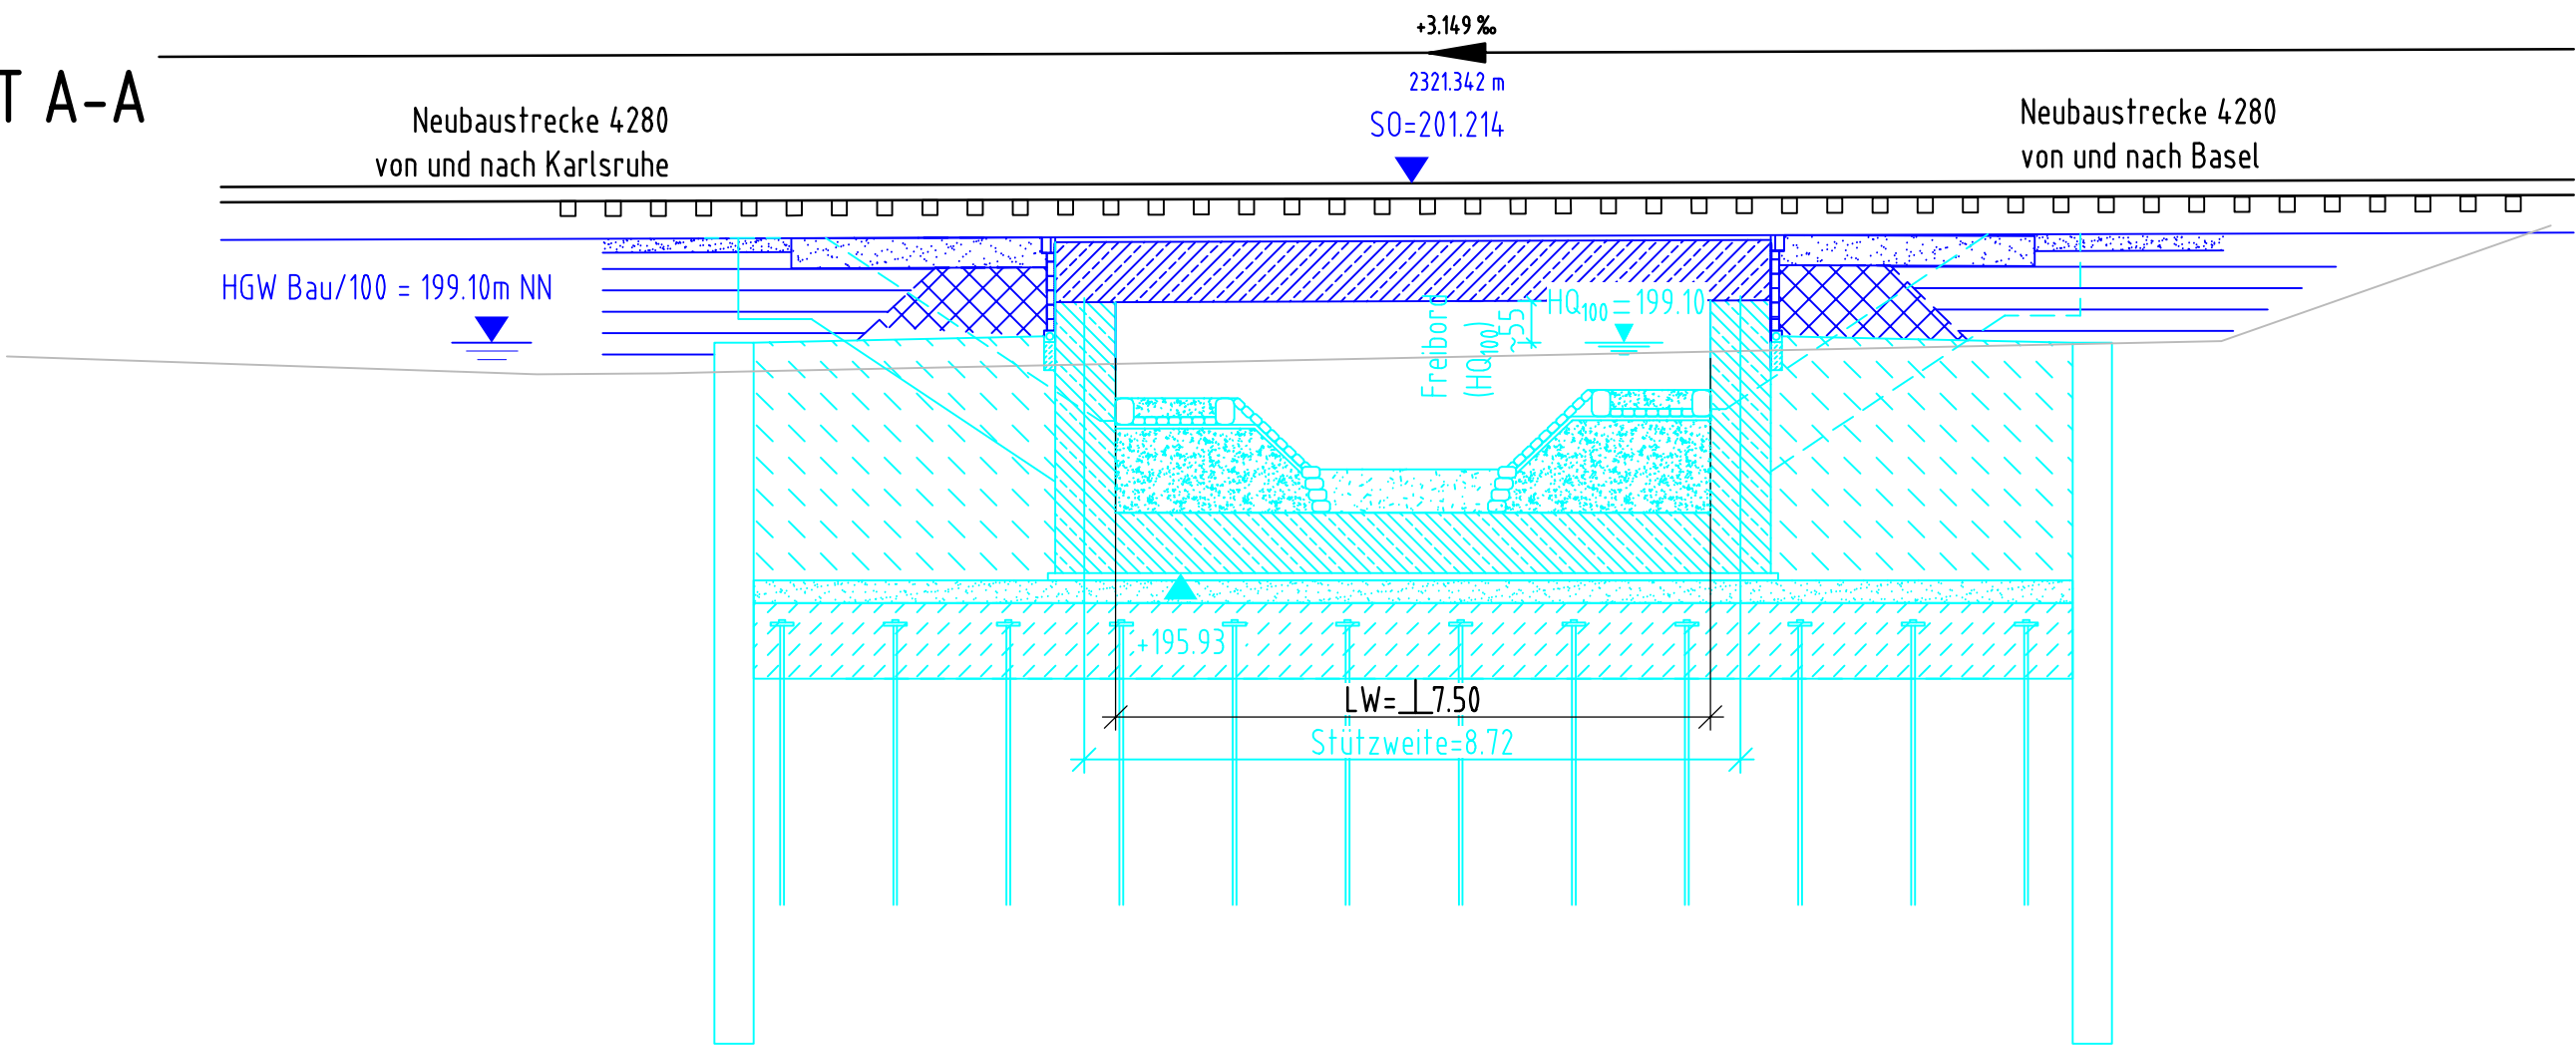 +3.149 ‰
T A-A
2321.342 m
SO=201.214
Neubaustrecke 4280
von und nach Karlsruhe
Neubaustrecke 4280
von und nach Basel
HGW Bau/100 = 199.10m NN
HQ100 = 199.10
Freibord
(HQ100)
~55
+195.93
LW=⊥7.50
Stützweite=8.72